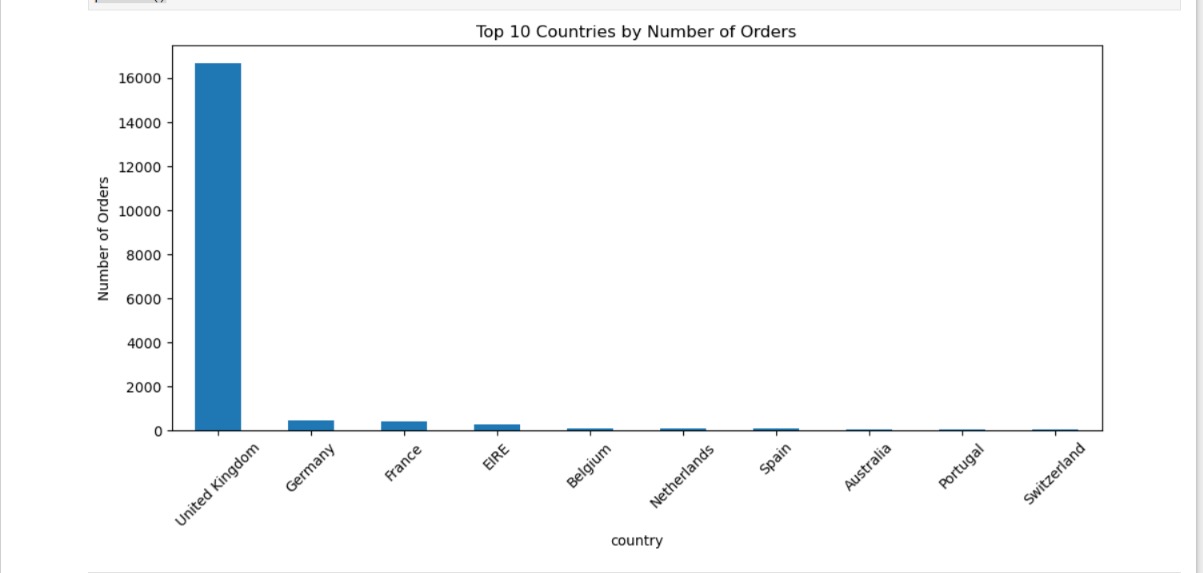 Top 10 Countries by Number of Orders
16000
14000
12000
10000
8000
6000
4000
2000
0
Number of Orders
United Kingdom
Germany
France
EIRE
Belgium
Netherlands
Spain
Australia
Portugal
Switzerland
country